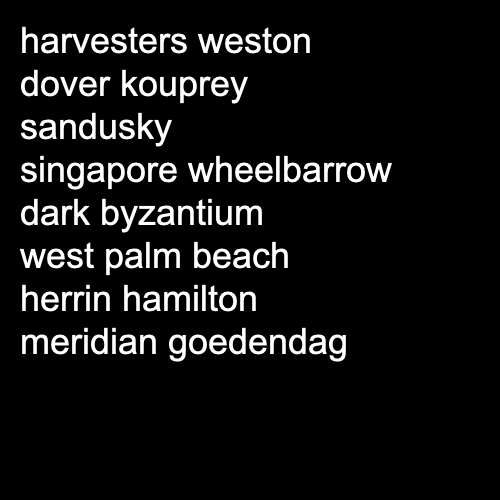 harvesters weston
dover kouprey
sandusky
singapore wheelbarrow
dark byzantium
west palm beach
herrin hamilton
meridian goedendag